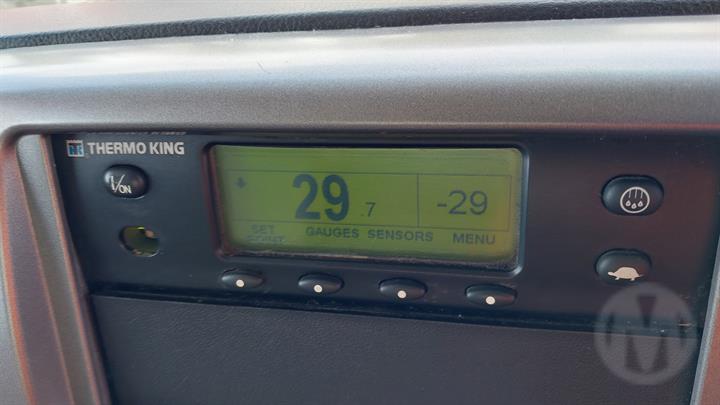 THERMO KING
I/ON
29.7 -29
SET POINT GAUGES SENSORS MENU